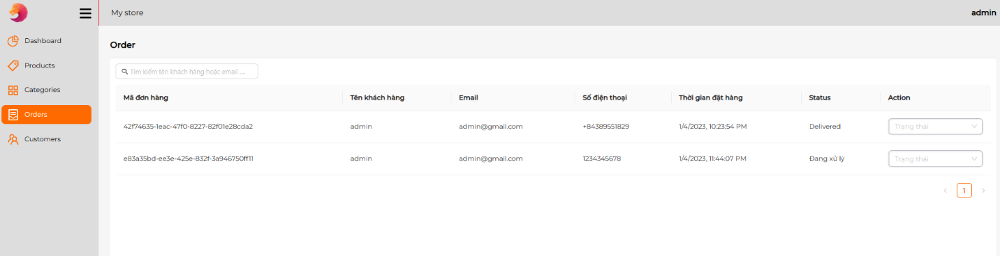 My store
admin
Dashboard
Products
Categories
Orders
Customers
Order
Tìm kiếm tên khách hàng hoặc email ....
Mã đơn hàng Tên khách hàng Email Số điện thoại Thời gian đặt hàng Status Action
42f74635-1eac-47f0-8227-82f01e28cda2 admin admin@gmail.com +84389551829 1/4/2023, 10:23:54 PM Delivered Trạng thái
e83a35bd-ee3e-425e-832f-3a946750ff11 admin admin@gmail.com 1234345678 1/4/2023, 11:44:07 PM Đang xử lý Trạng thái
1